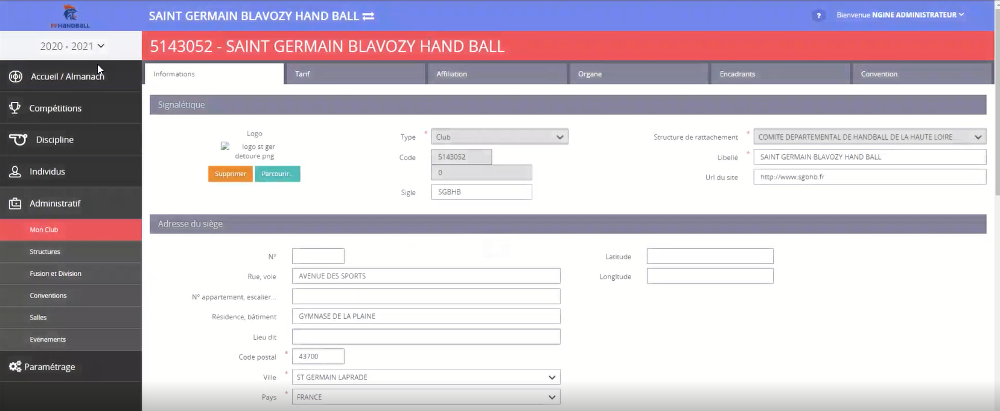 FFHANDBALL
SAINT GERMAIN BLAVOZY HAND BALL
?
Bienvenue NGINE ADMINISTRATEUR
2020 - 2021
5143052 - SAINT GERMAIN BLAVOZY HAND BALL
Accueil / Almanach
Compétitions
Discipline
Individus
Administratif
Mon Club
Structures
Fusion et Division
Conventions
Salles
Evènements
Paramétrage
Informations
Tarif
Affiliation
Organe
Encadrants
Convention
Signalétique
Logo
logo st ger
detoure.png
Supprimer
Parcourir...
Type * Club
Code 5143052
0
Sigle SGBHB
Structure de rattachement * COMITE DEPARTEMENTAL DE HANDBALL DE LA HAUTE LOIRE
Libellé * SAINT GERMAIN BLAVOZY HAND BALL
Url du site http://www.sgbhb.fr
Adresse du siège
N°
Rue, voie AVENUE DES SPORTS
N° appartement, escalier...
Résidence, bâtiment GYMNASE DE LA PLAINE
Lieu dit
Code postal * 43700
Ville * ST GERMAIN LAPRADE
Pays * FRANCE
Latitude
Longitude